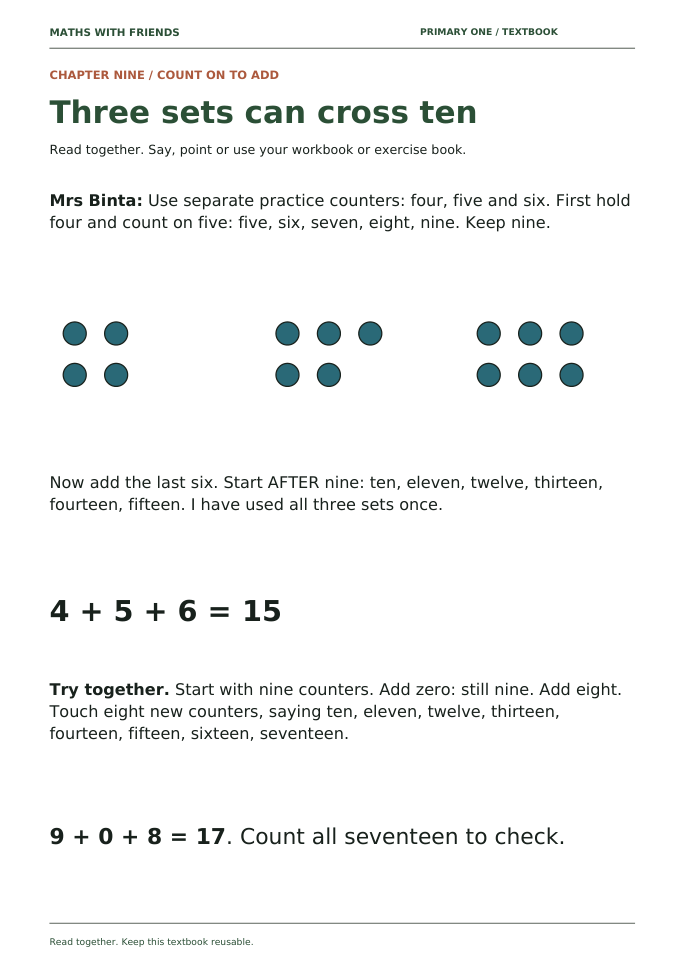 MATHS WITH FRIENDS
PRIMARY ONE / TEXTBOOK
CHAPTER NINE / COUNT ON TO ADD
Three sets can cross ten
Read together. Say, point or use your workbook or exercise book.
Mrs Binta: Use separate practice counters: four, five and six. First hold
four and count on five: five, six, seven, eight, nine. Keep nine.
Now add the last six. Start AFTER nine: ten, eleven, twelve, thirteen,
fourteen, fifteen. I have used all three sets once.
4 + 5 + 6 = 15
Try together. Start with nine counters. Add zero: still nine. Add eight.
Touch eight new counters, saying ten, eleven, twelve, thirteen,
fourteen, fifteen, sixteen, seventeen.
9 + 0 + 8 = 17. Count all seventeen to check.
Read together. Keep this textbook reusable.